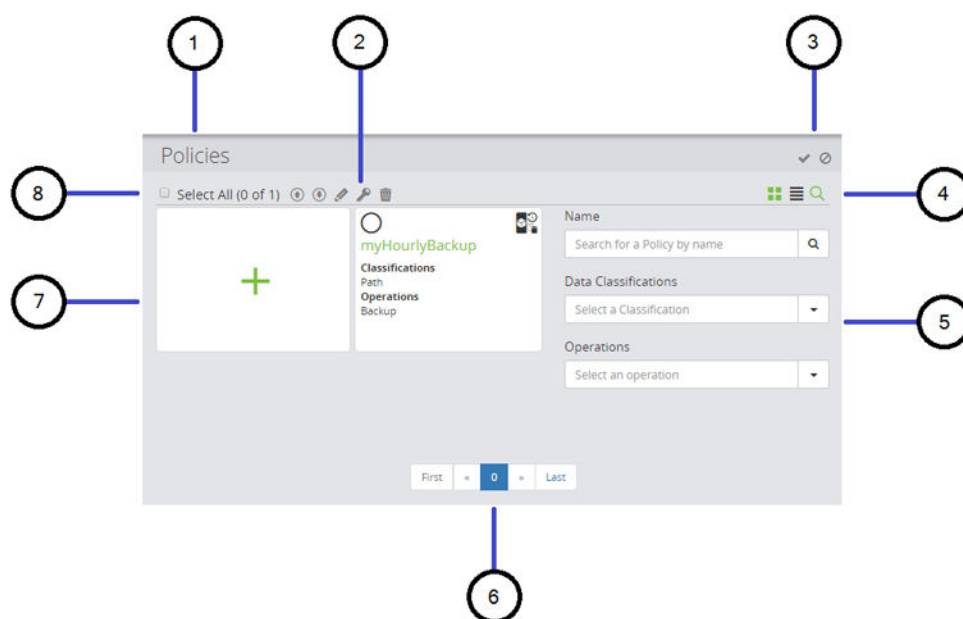 1
2
3
Policies
8
Select All (0 of 1)
4
myHourlyBackup
Classifications
Path
Operations
Backup
Name
Search for a Policy by name
Data Classifications
Select a Classification
Operations
Select an operation
7
5
First « 0 » Last
6